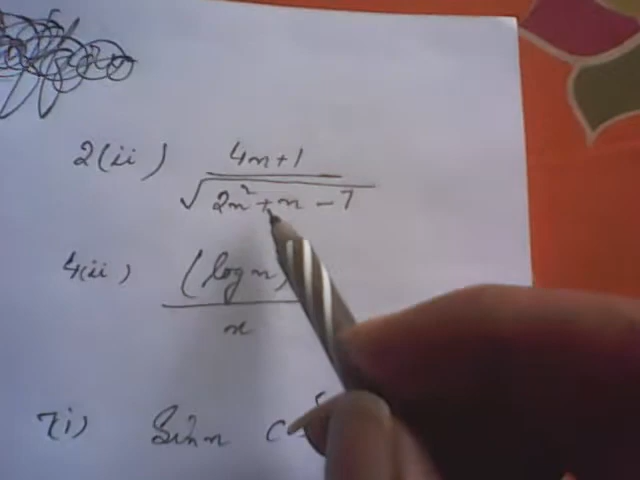 2(ii) 4x+1
√2x²+x-7
4(ii) (log x)
x
7(i) Sin x